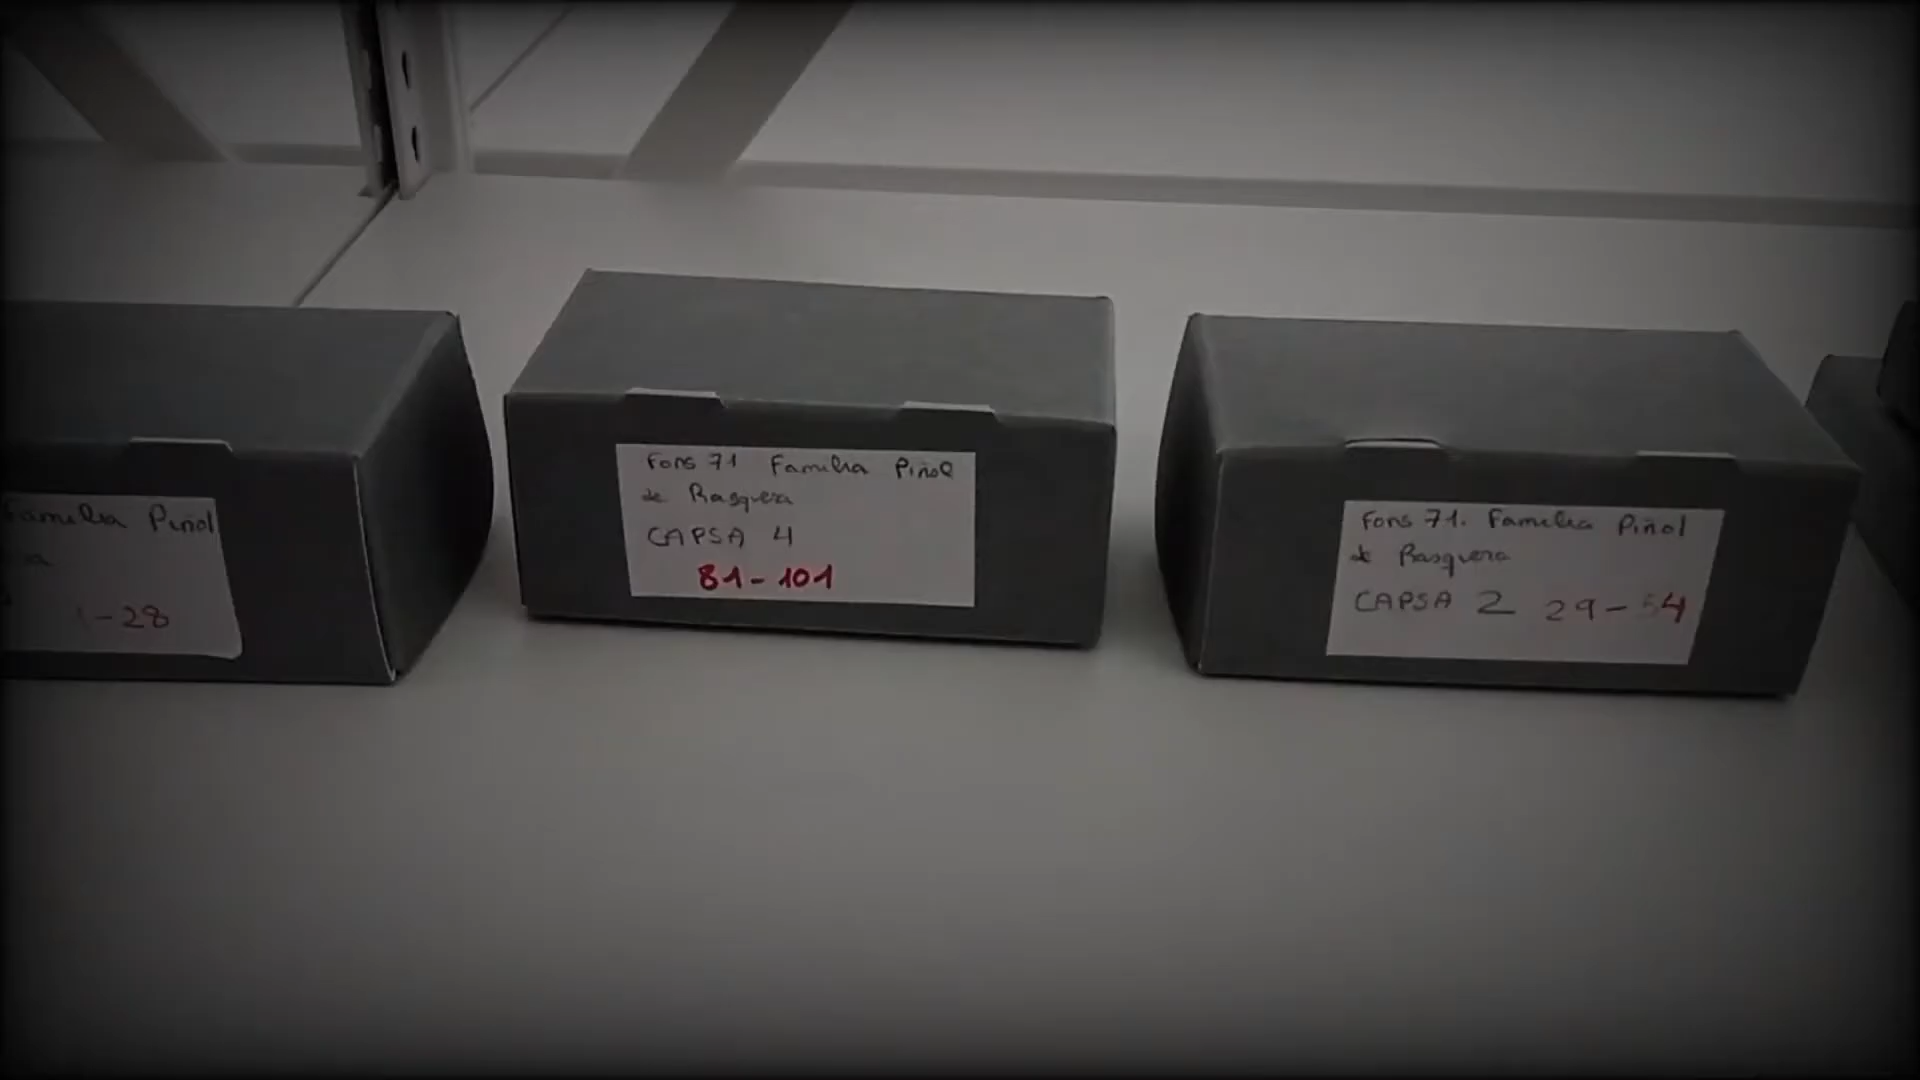 Familia Piñol
-28
Fons 71 Familia Piñol
de Rasquera
CAPSA 4
81-101
Fons 71. Familia Piñol
de Rasquera
CAPSA 2 29-54